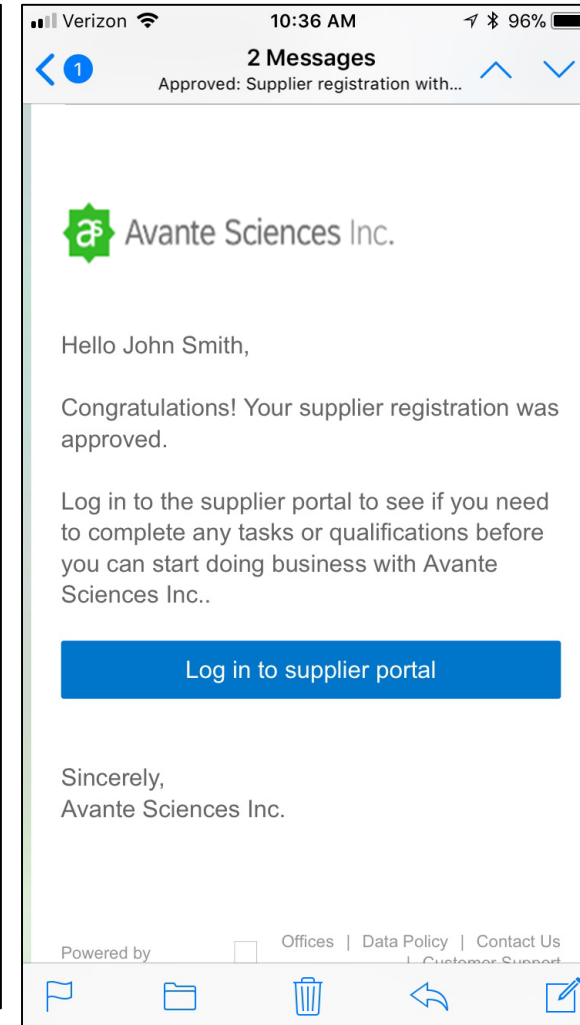 Verizon 10:36 AM 96%
1 2 Messages
Approved: Supplier registration with...
as Avante Sciences Inc.
Hello John Smith,
Congratulations! Your supplier registration was
approved.
Log in to the supplier portal to see if you need
to complete any tasks or qualifications before
you can start doing business with Avante
Sciences Inc..
Log in to supplier portal
Sincerely,
Avante Sciences Inc.
Offices | Data Policy | Contact Us
Powered by | Customer Support